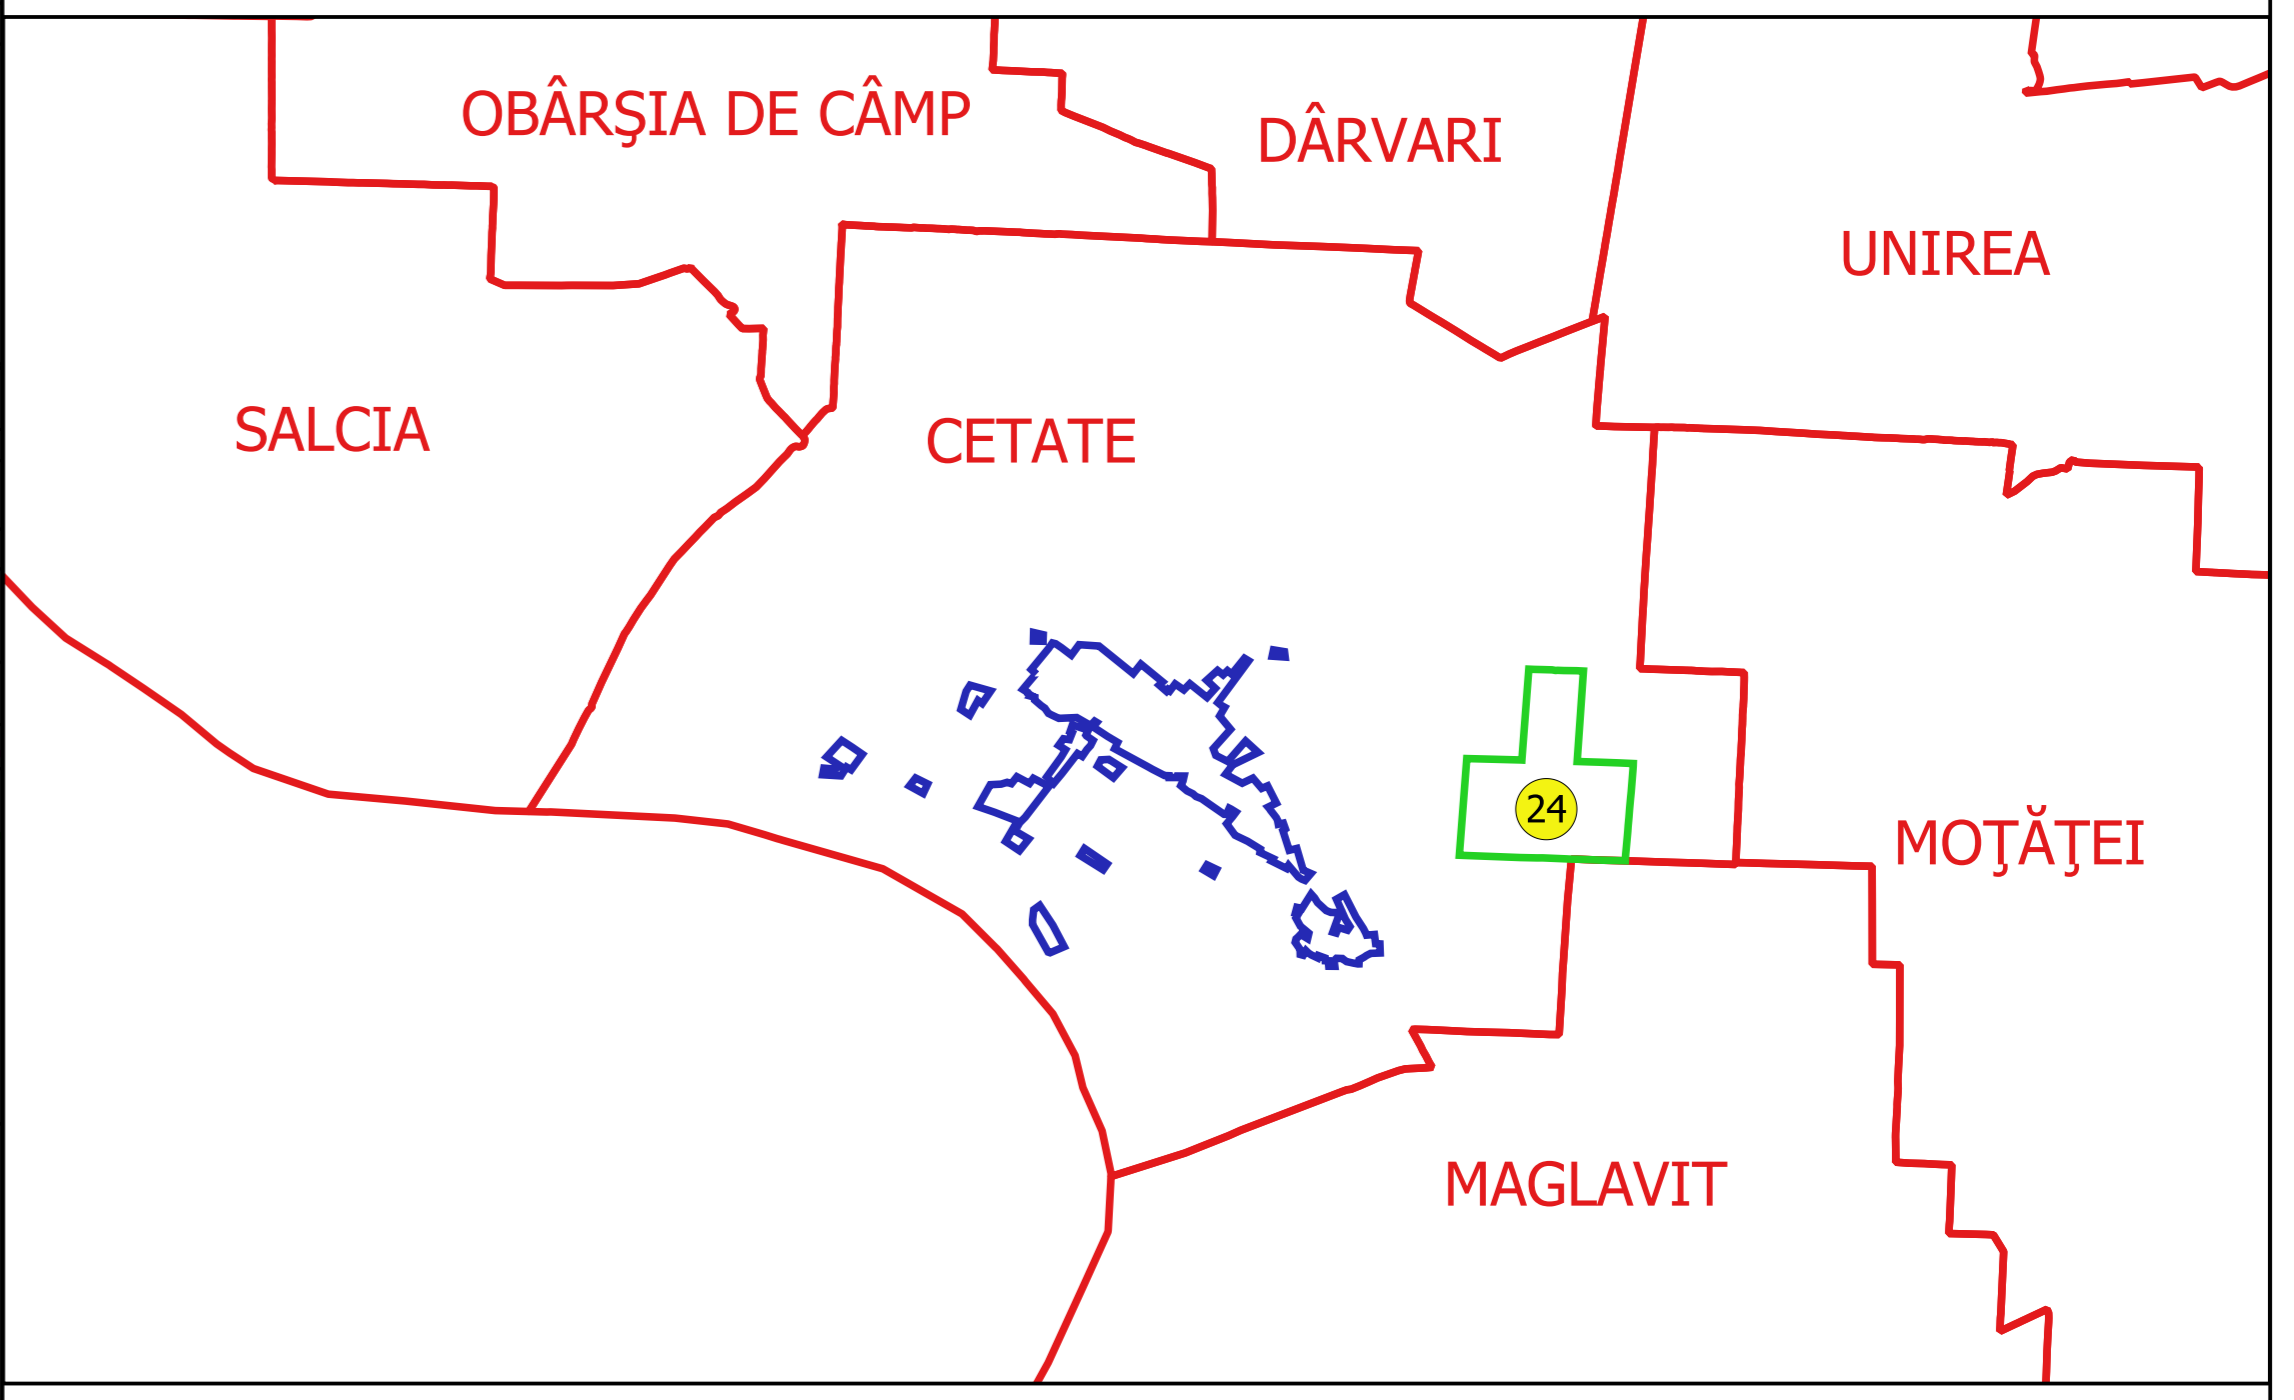 OBÂRŞIA DE CÂMP
DÂRVARI
UNIREA
SALCIA
CETATE
24
MOŢĂŢEI
MAGLAVIT